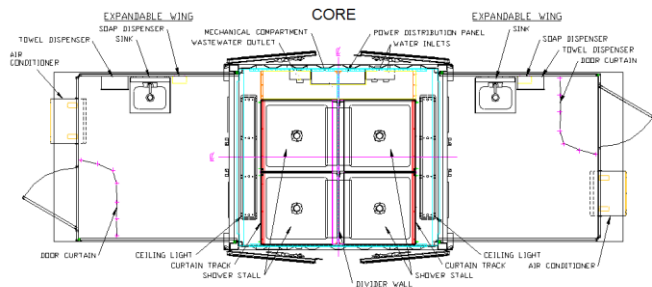 EXPANDABLE WING
CORE
EXPANDABLE WING
SOAP DISPENSER
TOWEL DISPENSER
SINK
MECHANICAL COMPARTMENT
WASTEWATER OUTLET
POWER DISTRIBUTION PANEL
WATER INLETS
SINK
SOAP DISPENSER
TOWEL DISPENSER
DOOR CURTAIN
AIR
CONDITIONER
DOOR CURTAIN
CEILING LIGHT
CURTAIN TRACK
SHOWER STALL
DIVIDER WALL
SHOWER STALL
CURTAIN TRACK
CEILING LIGHT
AIR CONDITIONER